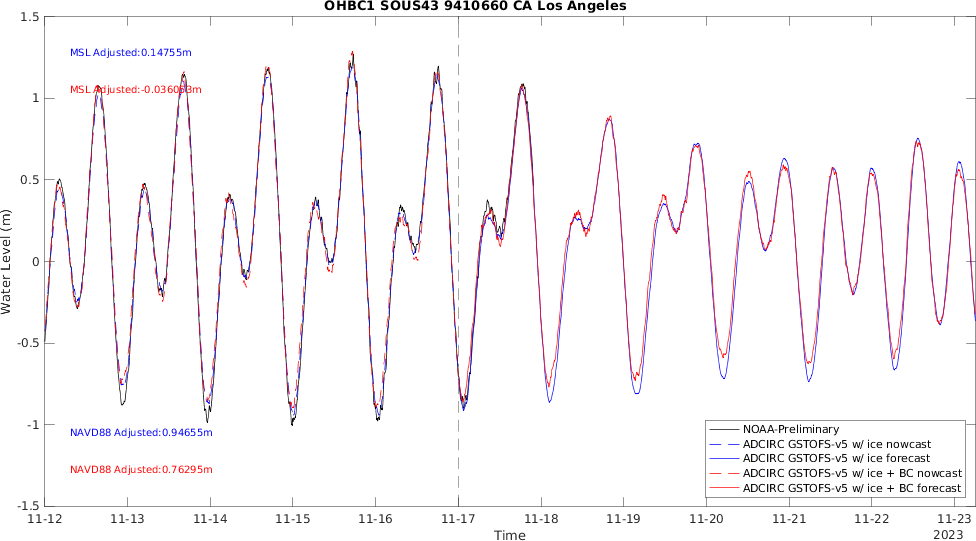 OHBC1 SOUS43 9410660 CA Los Angeles
1.5
MSL Adjusted:0.14755m
1
MSL Adjusted:-0.036083m
0.5
Water Level (m)
0
-0.5
-1
NAVD88 Adjusted:0.94655m
NAVD88 Adjusted:0.76295m
-1.5
NOAA-Preliminary
ADCIRC GSTOFS-v5 w/ ice nowcast
ADCIRC GSTOFS-v5 w/ ice forecast
ADCIRC GSTOFS-v5 w/ ice + BC nowcast
ADCIRC GSTOFS-v5 w/ ice + BC forecast
11-12 11-13 11-14 11-15 11-16 11-17 11-18 11-19 11-20 11-21 11-22 11-23
Time
2023